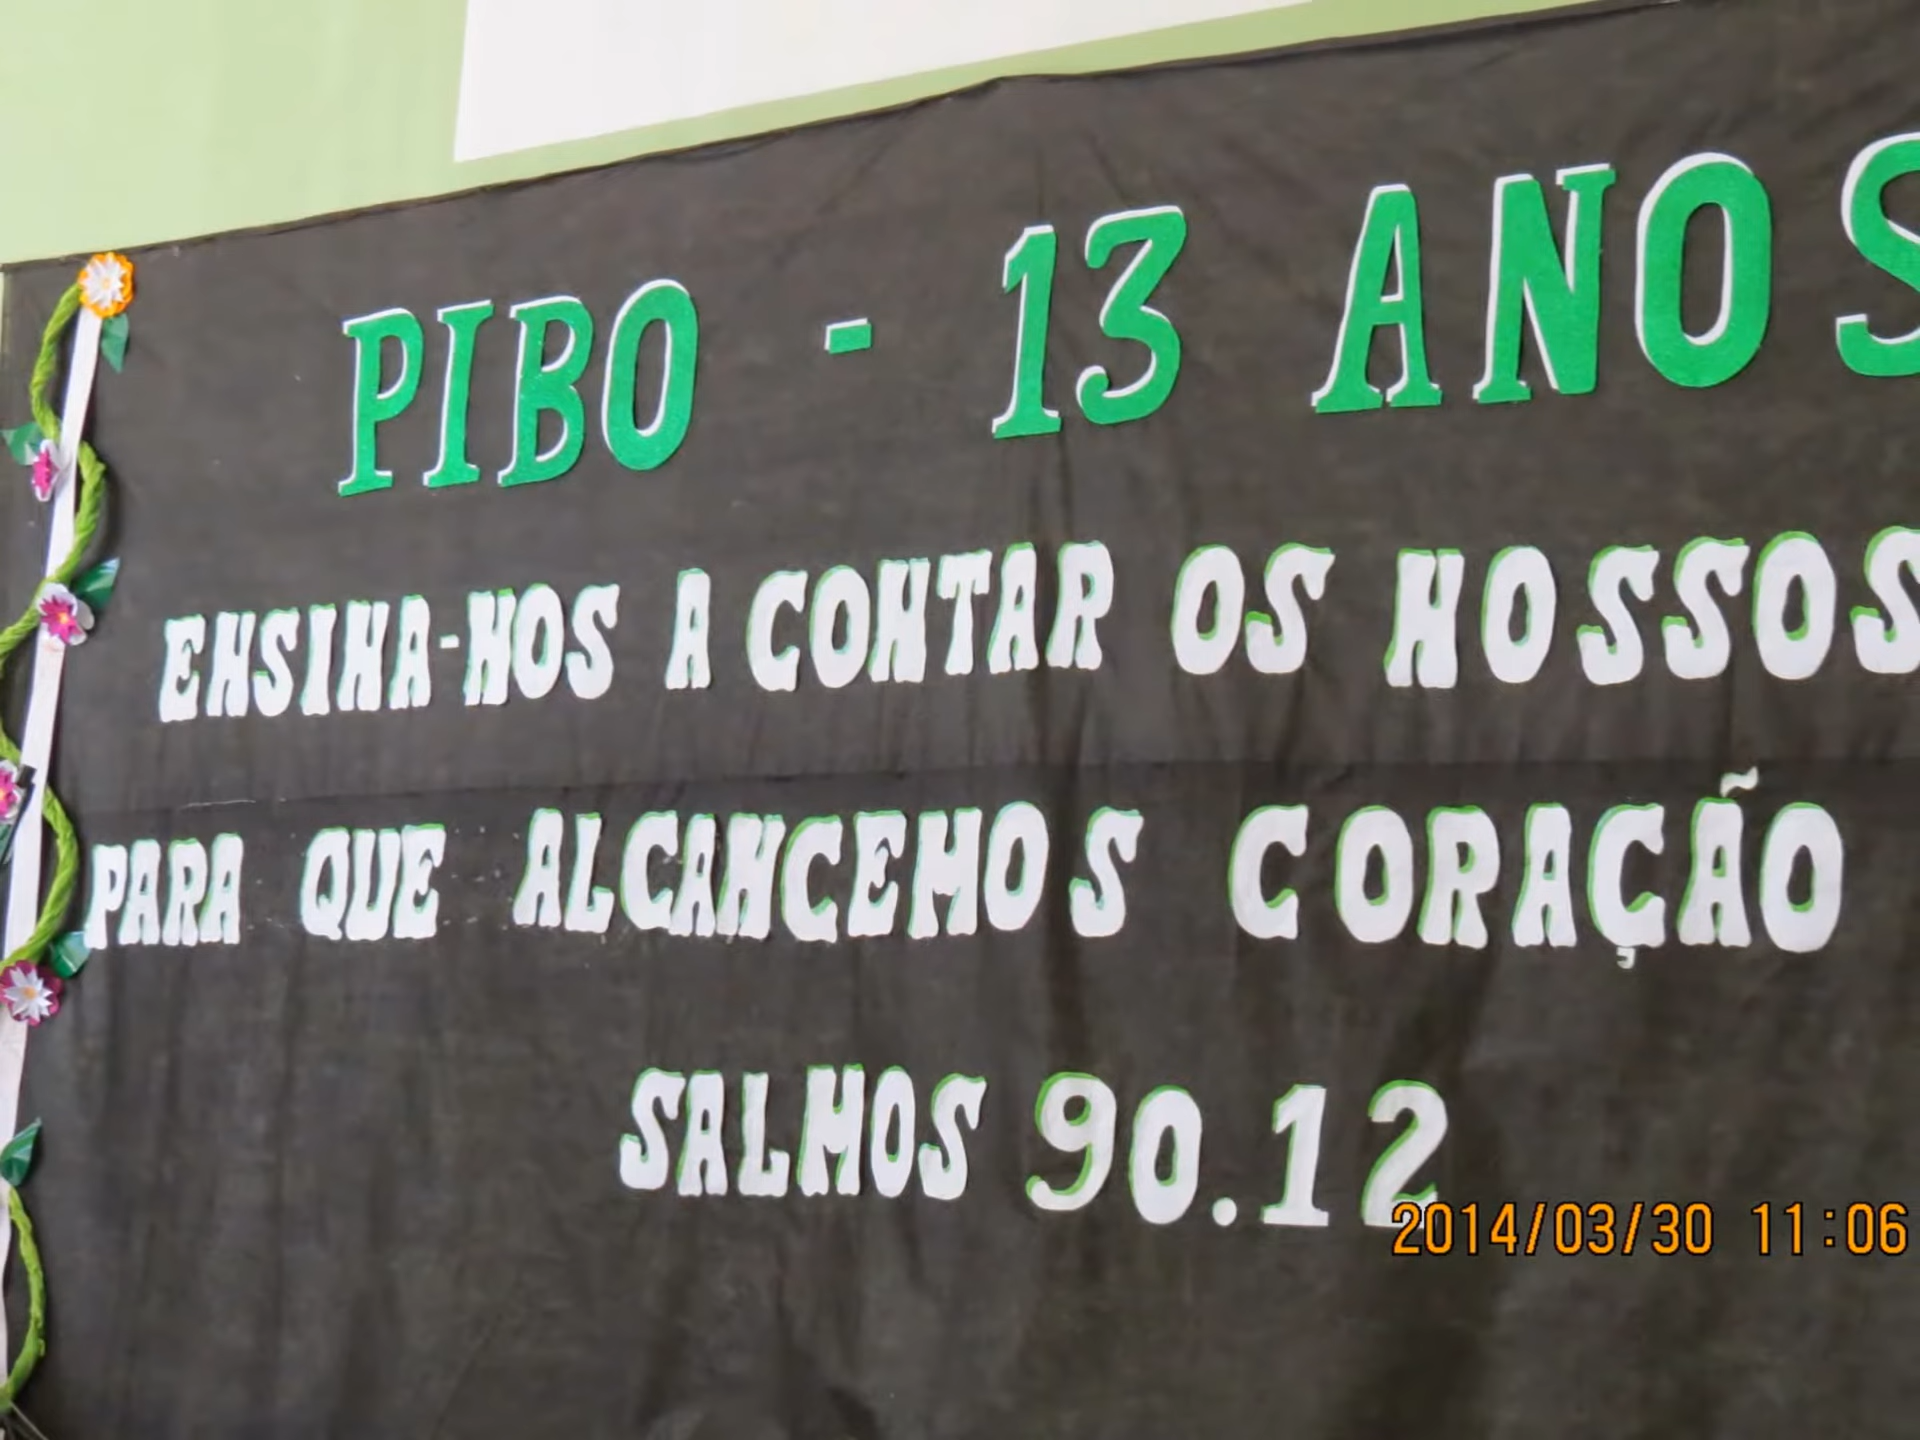 PIBO - 13 ANOS
ENSINA-NOS A CONTAR OS NOSSOS
PARA QUE ALCANCEMOS CORAÇÃO
SALMOS 90.12
2014/03/30 11:06